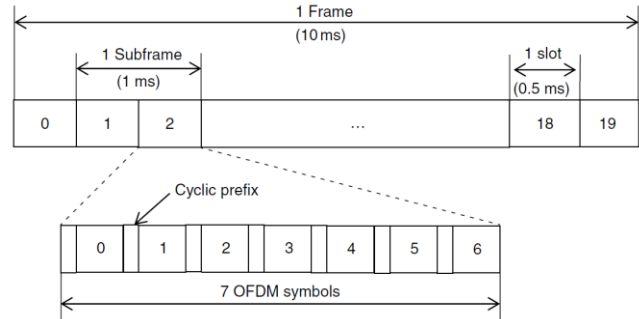 1 Frame
(10 ms)
1 Subframe
(1 ms)
1 slot
(0.5 ms)
0 1 2 ... 18 19
Cyclic prefix
0 1 2 3 4 5 6
7 OFDM symbols